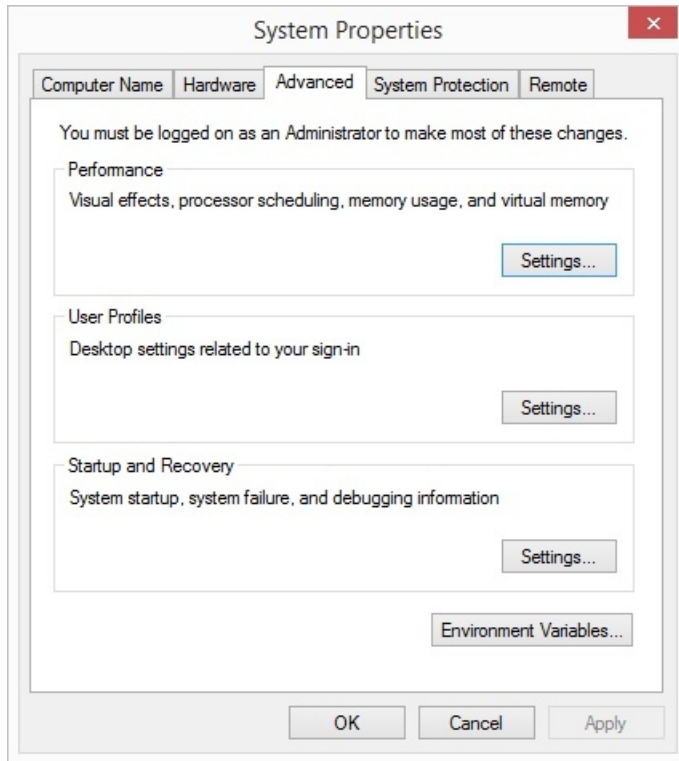 System Properties
Computer Name Hardware Advanced System Protection Remote
You must be logged on as an Administrator to make most of these changes.
Performance
Visual effects, processor scheduling, memory usage, and virtual memory
Settings...
User Profiles
Desktop settings related to your sign-in
Settings...
Startup and Recovery
System startup, system failure, and debugging information
Settings...
Environment Variables...
OK Cancel Apply